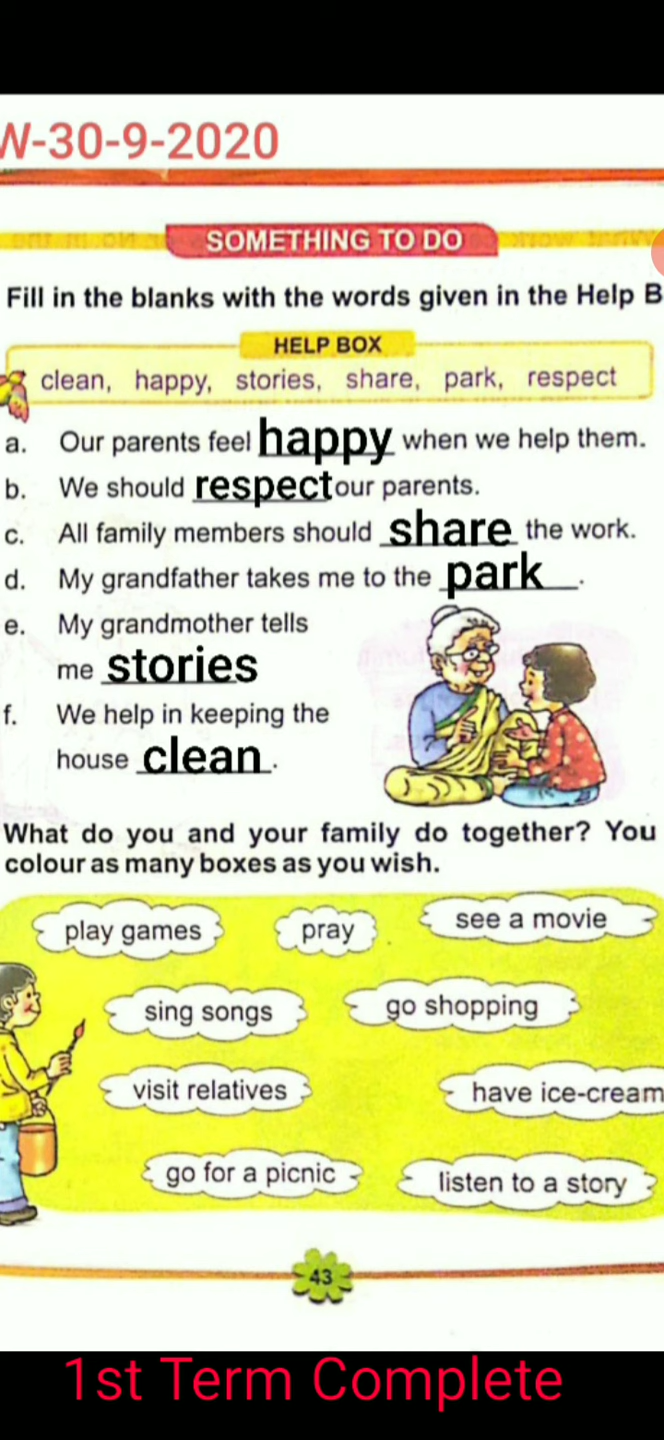 W-30-9-2020
SOMETHING TO DO
Fill in the blanks with the words given in the Help B
HELP BOX
clean, happy, stories, share, park, respect
a. Our parents feel happy when we help them.
b. We should respect our parents.
c. All family members should share the work.
d. My grandfather takes me to the park.
e. My grandmother tells
me stories
f. We help in keeping the
house clean.
What do you and your family do together? You
colour as many boxes as you wish.
play games pray see a movie
sing songs go shopping
visit relatives have ice-cream
go for a picnic listen to a story
43
1st Term Complete